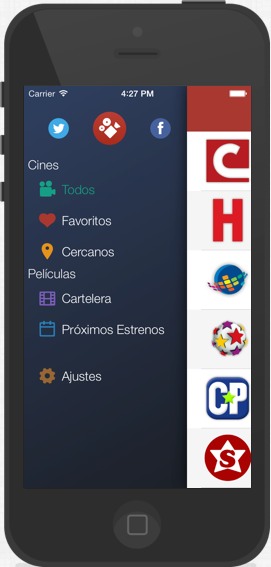 Carrier 4:27 PM
Cines
Todos
Favoritos
Cercanos
Películas
Cartelera
Próximos Estrenos
Ajustes
C
H
CP
S